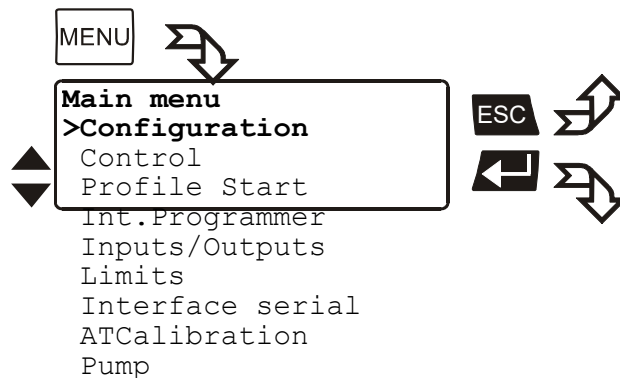 MENU
Main menu
>Configuration
ESC
Control
Profile Start
Int.Programmer
Inputs/Outputs
Limits
Interface serial
ATCalibration
Pump